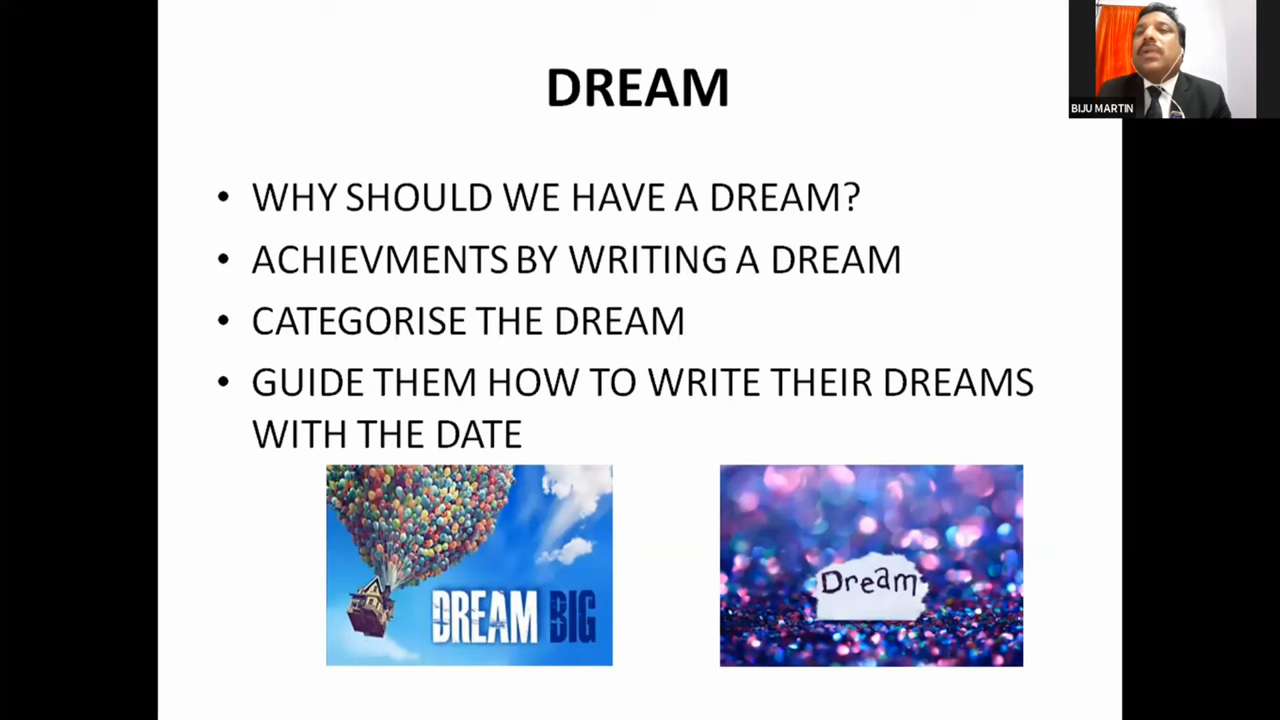 DREAM
BIJU MARTIN
• WHY SHOULD WE HAVE A DREAM?
• ACHIEVMENTS BY WRITING A DREAM
• CATEGORISE THE DREAM
• GUIDE THEM HOW TO WRITE THEIR DREAMS
WITH THE DATE
DREAM BIG
Dream